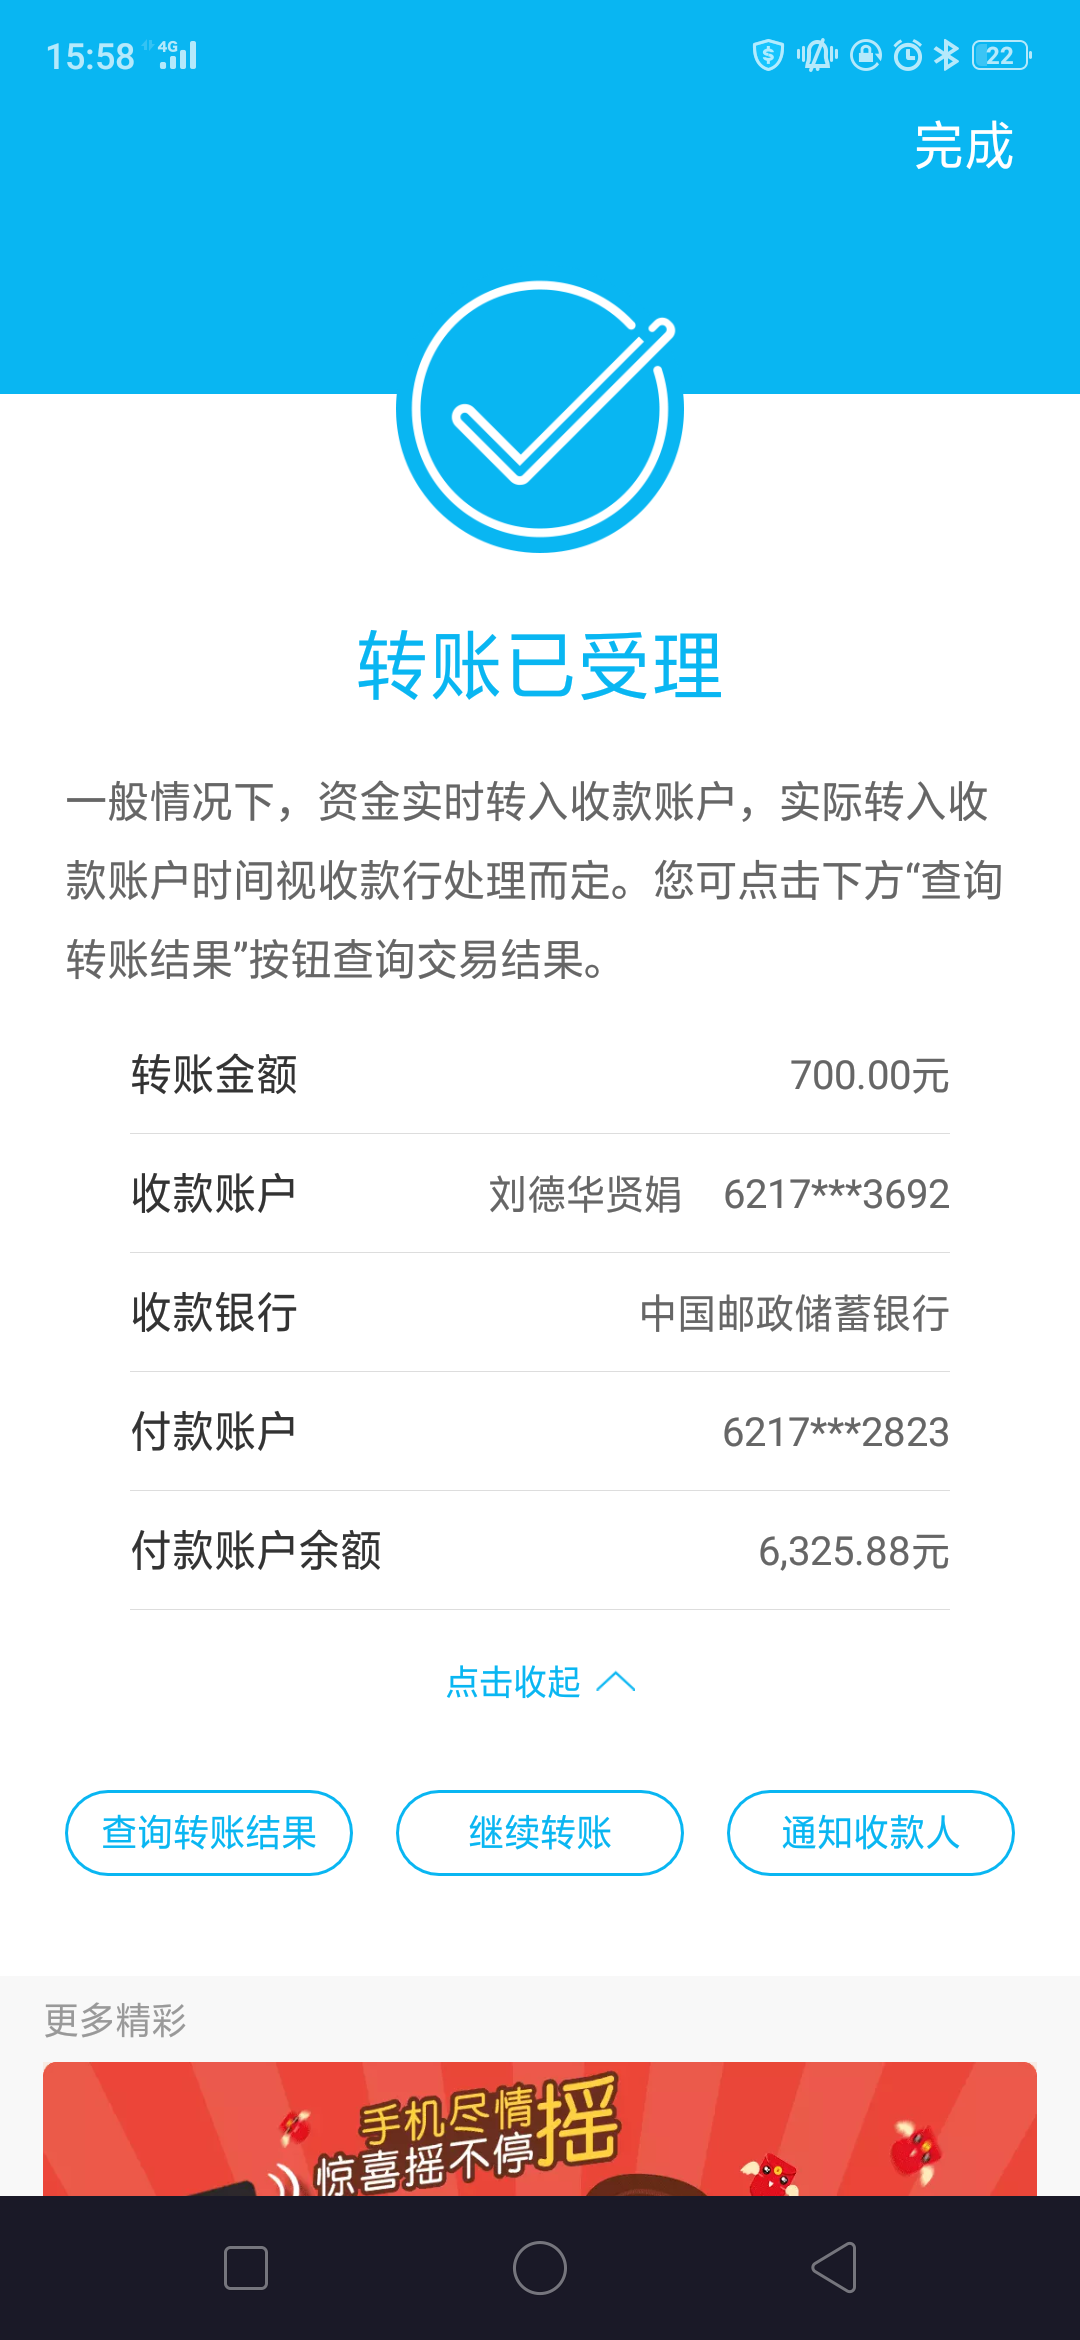 15:58 4G 22
完成
转账已受理
一般情况下，资金实时转入收款账户，实际转入收
款账户时间视收款行处理而定。您可点击下方“查询
转账结果”按钮查询交易结果。
转账金额 700.00元
收款账户 刘德华贤娟 6217***3692
收款银行 中国邮政储蓄银行
付款账户 6217***2823
付款账户余额 6,325.88元
点击收起
查询转账结果 继续转账 通知收款人
更多精彩
手机尽情摇
惊喜摇不停